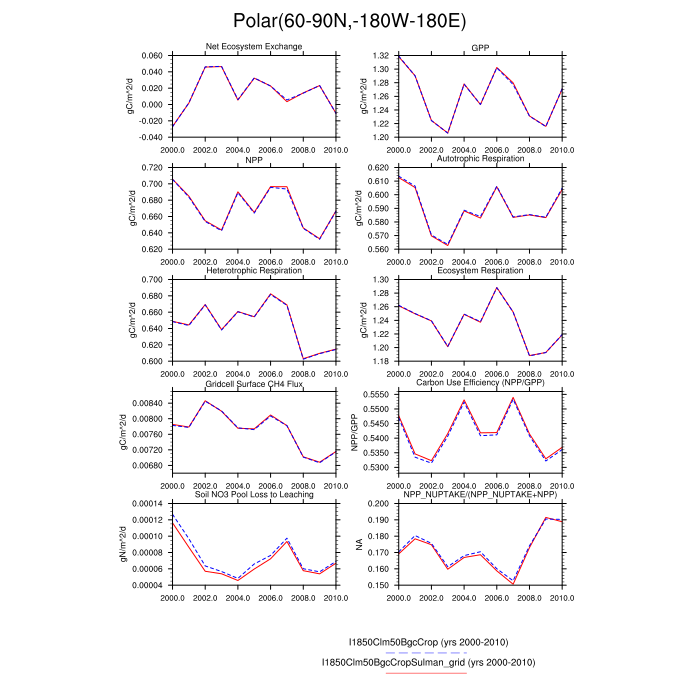 Polar(60-90N,-180W-180E)
Net Ecosystem Exchange
GPP
gC/m^2/d
0.060
0.040
0.020
0.000
-0.020
-0.040
2000.0 2002.0 2004.0 2006.0 2008.0 2010.0
gC/m^2/d
1.32
1.30
1.28
1.26
1.24
1.22
1.20
2000.0 2002.0 2004.0 2006.0 2008.0 2010.0
NPP
Autotrophic Respiration
gC/m^2/d
0.720
0.700
0.680
0.660
0.640
0.620
2000.0 2002.0 2004.0 2006.0 2008.0 2010.0
gC/m^2/d
0.620
0.610
0.600
0.590
0.580
0.570
0.560
2000.0 2002.0 2004.0 2006.0 2008.0 2010.0
Heterotrophic Respiration
Ecosystem Respiration
gC/m^2/d
0.700
0.680
0.660
0.640
0.620
0.600
2000.0 2002.0 2004.0 2006.0 2008.0 2010.0
gC/m^2/d
1.30
1.28
1.26
1.24
1.22
1.20
1.18
2000.0 2002.0 2004.0 2006.0 2008.0 2010.0
Gridcell Surface CH4 Flux
Carbon Use Efficiency (NPP/GPP)
gC/m^2/d
0.00840
0.00800
0.00760
0.00720
0.00680
2000.0 2002.0 2004.0 2006.0 2008.0 2010.0
NPP/GPP
0.5550
0.5500
0.5450
0.5400
0.5350
0.5300
2000.0 2002.0 2004.0 2006.0 2008.0 2010.0
Soil NO3 Pool Loss to Leaching
NPP_NUPTAKE/(NPP_NUPTAKE+NPP)
gN/m^2/d
0.00014
0.00012
0.00010
0.00008
0.00006
0.00004
2000.0 2002.0 2004.0 2006.0 2008.0 2010.0
NA
0.200
0.190
0.180
0.170
0.160
0.150
2000.0 2002.0 2004.0 2006.0 2008.0 2010.0
I1850Clm50BgcCrop (yrs 2000-2010)
I1850Clm50BgcCropSulman_grid (yrs 2000-2010)